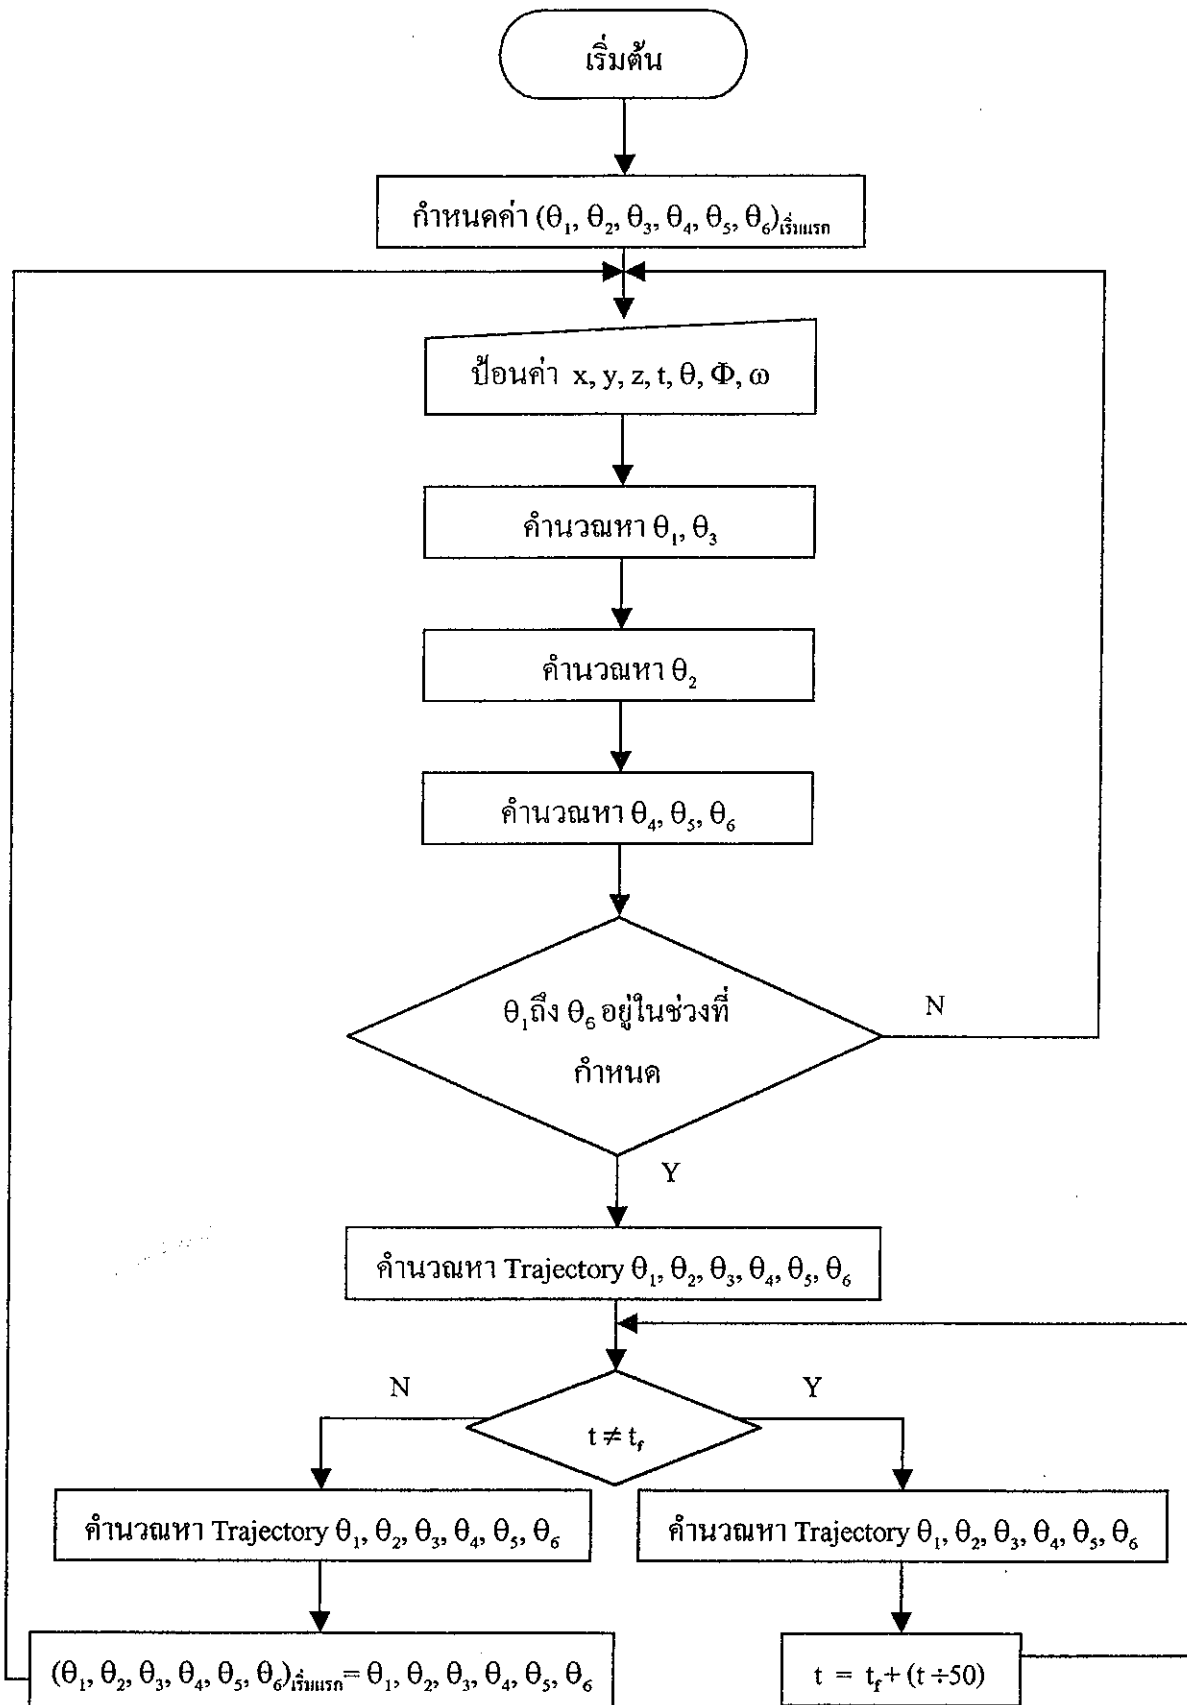 เริ่มต้น
กำหนดค่า (θ₁, θ₂, θ₃, θ₄, θ₅, θ₆)เริ่มแรก
ป้อนค่า x, y, z, t, θ, Φ, ω
คำนวณหา θ₁, θ₃
คำนวณหา θ₂
คำนวณหา θ₄, θ₅, θ₆
θ₁ถึง θ₆ อยู่ในช่วงที่
กำหนด
N
Y
คำนวณหา Trajectory θ₁, θ₂, θ₃, θ₄, θ₅, θ₆
N
Y
t ≠ t_f
คำนวณหา Trajectory θ₁, θ₂, θ₃, θ₄, θ₅, θ₆
คำนวณหา Trajectory θ₁, θ₂, θ₃, θ₄, θ₅, θ₆
(θ₁, θ₂, θ₃, θ₄, θ₅, θ₆)เริ่มแรก= θ₁, θ₂, θ₃, θ₄, θ₅, θ₆
t = t_f + (t ÷50)